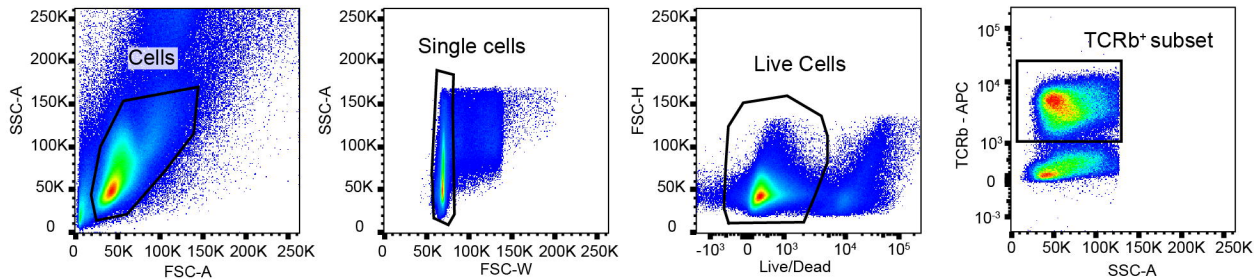 250K
200K
150K
100K
50K
0
SSC-A
Cells
0 50K 100K 150K 200K 250K
FSC-A
250K
200K
150K
100K
50K
0
SSC-A
Single cells
0 50K 100K 150K 200K 250K
FSC-W
250K
200K
150K
100K
50K
0
FSC-H
Live Cells
-10³ 0 10³ 10⁴ 10⁵
Live/Dead
10⁵
10⁴
10³
0
10⁻³
TCRb - APC
TCRb⁺ subset
0 50K 100K 150K 200K 250K
SSC-A